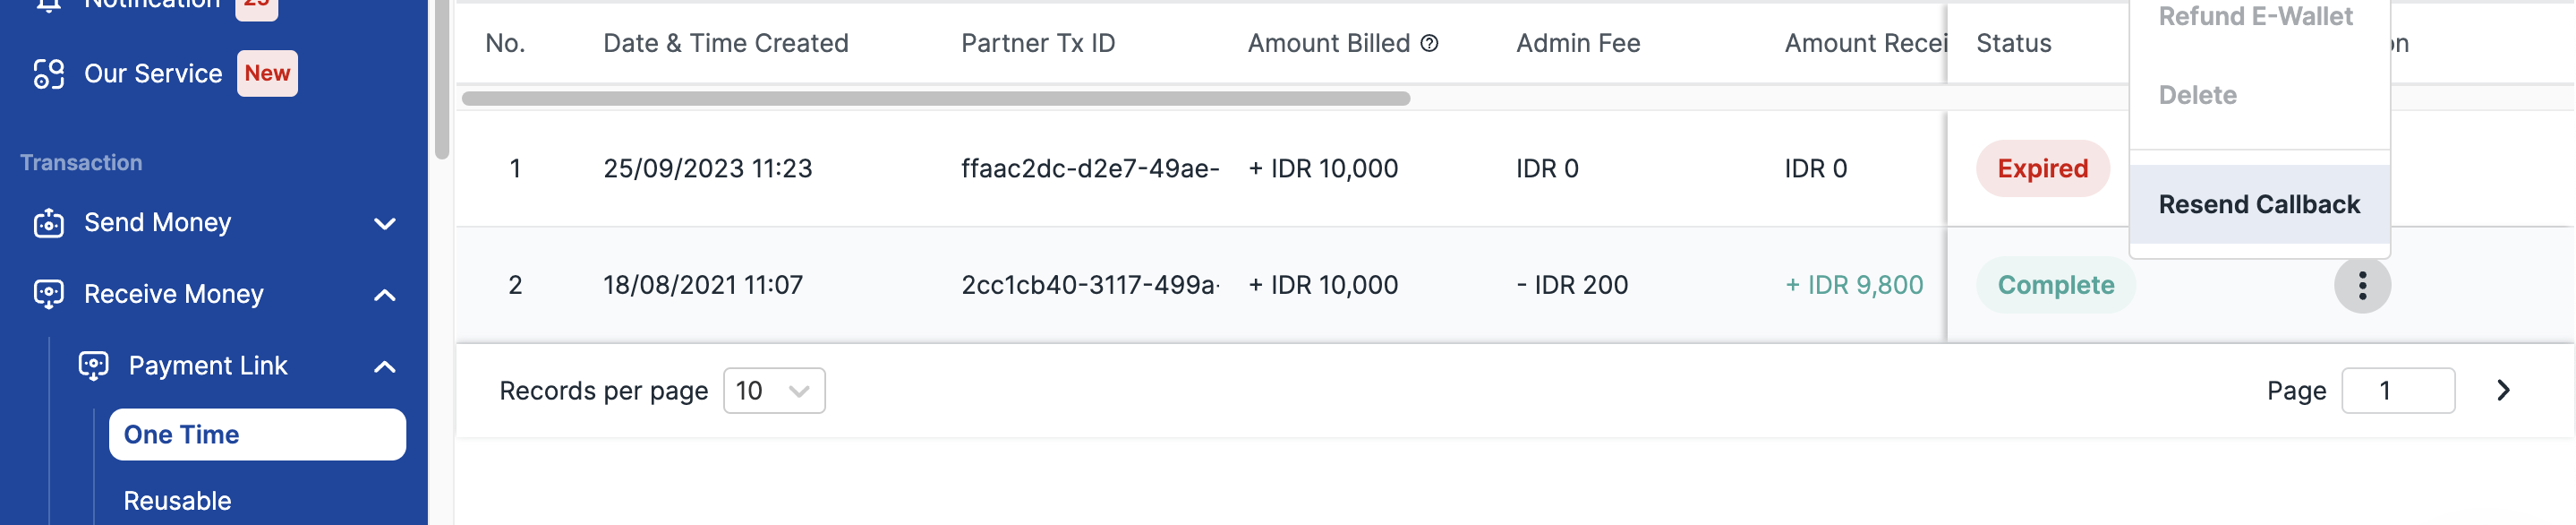 Notification 25
Our Service New
Transaction
Send Money
Receive Money
Payment Link
One Time
Reusable
No. Date & Time Created Partner Tx ID Amount Billed Admin Fee Amount Recei Status on
1 25/09/2023 11:23 ffaac2dc-d2e7-49ae- + IDR 10,000 IDR 0 IDR 0 Expired
2 18/08/2021 11:07 2cc1cb40-3117-499a- + IDR 10,000 - IDR 200 + IDR 9,800 Complete
Refund E-Wallet
Delete
Resend Callback
Records per page 10
Page 1